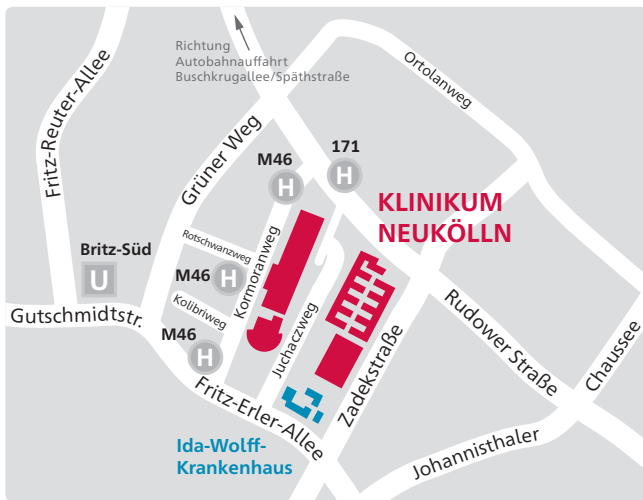 Richtung
Autobahnauffahrt
Buschkrugallee/Späthstraße
Ortolanweg
Fritz-Reuter-Allee
Grüner Weg
171
H
M46
H
KLINIKUM
NEUKÖLLN
Rotschwanzweg
Britz-Süd
U
M46
H
Kormoranweg
Kolibriweg
Gutschmidtstr.
M46
H
Juchaczweg
Rudower Straße
Zadekstraße
Chaussee
Fritz-Erler-Allee
Johannisthaler
Ida-Wolff-
Krankenhaus